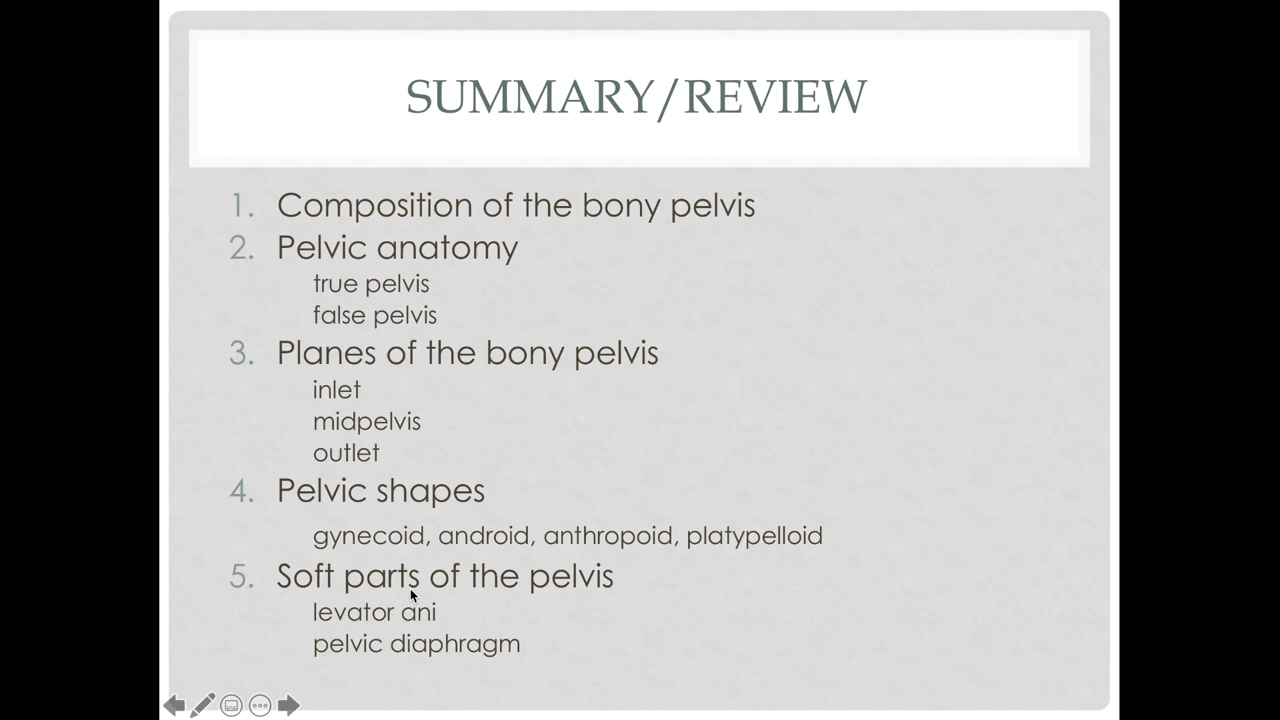 SUMMARY/REVIEW
1. Composition of the bony pelvis
2. Pelvic anatomy
true pelvis
false pelvis
3. Planes of the bony pelvis
inlet
midpelvis
outlet
4. Pelvic shapes
gynecoid, android, anthropoid, platypelloid
5. Soft parts of the pelvis
levator ani
pelvic diaphragm